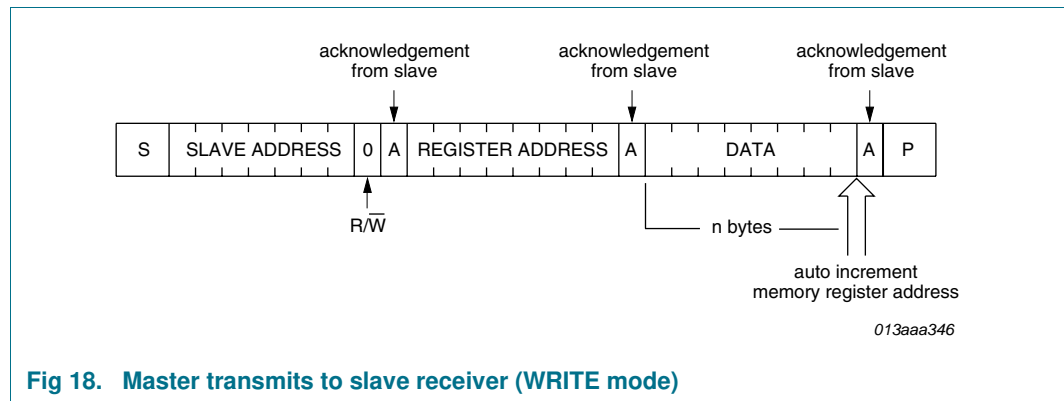 acknowledgement acknowledgement acknowledgement
from slave from slave from slave
S SLAVE ADDRESS 0 A REGISTER ADDRESS A DATA A P
R/W̅
n bytes
auto increment
memory register address
013aaa346
Fig 18. Master transmits to slave receiver (WRITE mode)